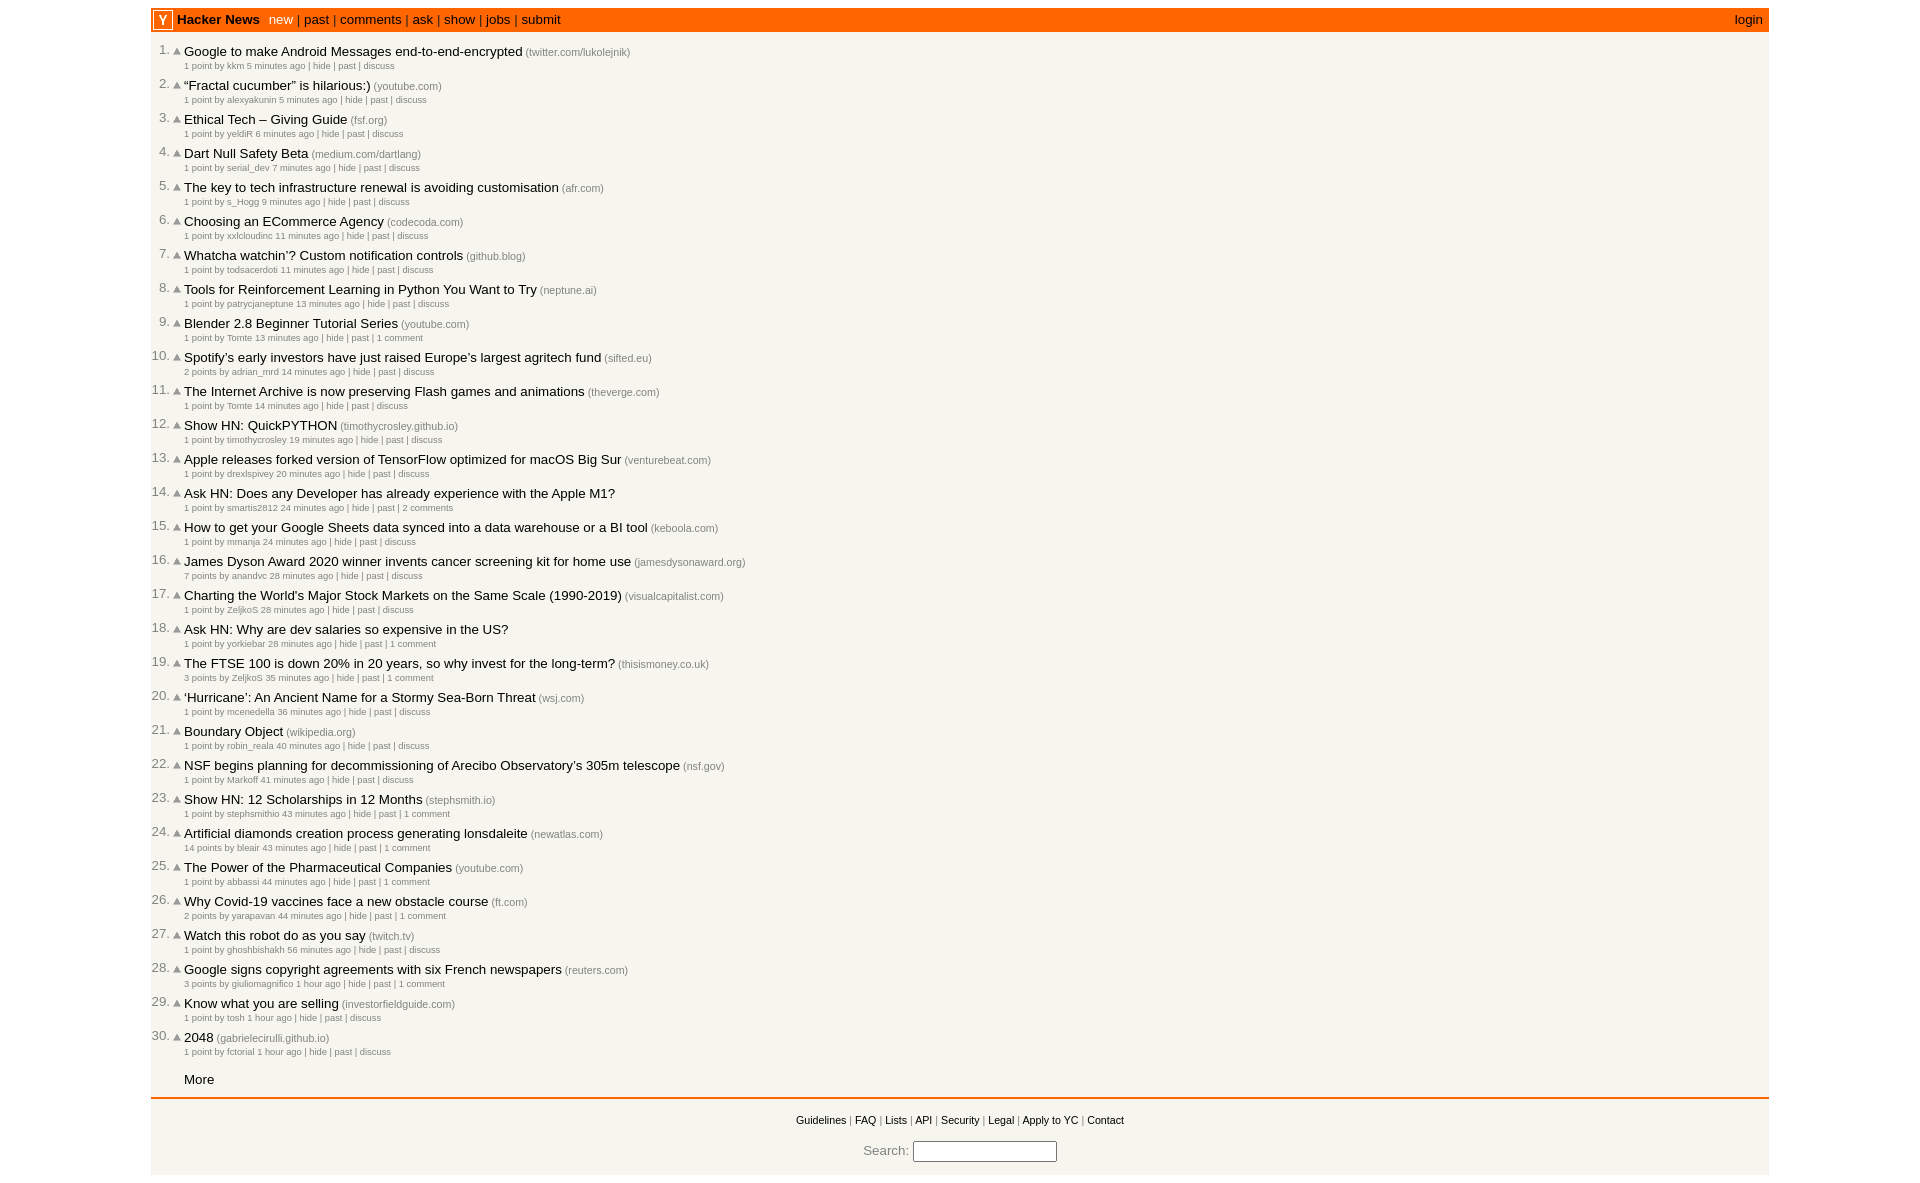 Y Hacker News new | past | comments | ask | show | jobs | submit login
1. Google to make Android Messages end-to-end-encrypted (twitter.com/lukolejnik)
1 point by kkm 5 minutes ago | hide | past | discuss
2. “Fractal cucumber” is hilarious:) (youtube.com)
1 point by alexyakunin 5 minutes ago | hide | past | discuss
3. Ethical Tech – Giving Guide (fsf.org)
1 point by yeldiR 6 minutes ago | hide | past | discuss
4. Dart Null Safety Beta (medium.com/dartlang)
1 point by serial_dev 7 minutes ago | hide | past | discuss
5. The key to tech infrastructure renewal is avoiding customisation (afr.com)
1 point by s_Hogg 9 minutes ago | hide | past | discuss
6. Choosing an ECommerce Agency (codecoda.com)
1 point by xxlcloudinc 11 minutes ago | hide | past | discuss
7. Whatcha watchin’? Custom notification controls (github.blog)
1 point by todsacerdoti 11 minutes ago | hide | past | discuss
8. Tools for Reinforcement Learning in Python You Want to Try (neptune.ai)
1 point by patrycjaneptune 13 minutes ago | hide | past | discuss
9. Blender 2.8 Beginner Tutorial Series (youtube.com)
1 point by Tomte 13 minutes ago | hide | past | 1 comment
10. Spotify’s early investors have just raised Europe’s largest agritech fund (sifted.eu)
2 points by adrian_mrd 14 minutes ago | hide | past | discuss
11. The Internet Archive is now preserving Flash games and animations (theverge.com)
1 point by Tomte 14 minutes ago | hide | past | discuss
12. Show HN: QuickPYTHON (timothycrosley.github.io)
1 point by timothycrosley 19 minutes ago | hide | past | discuss
13. Apple releases forked version of TensorFlow optimized for macOS Big Sur (venturebeat.com)
1 point by drexlspivey 20 minutes ago | hide | past | discuss
14. Ask HN: Does any Developer has already experience with the Apple M1?
1 point by smartis2812 24 minutes ago | hide | past | 2 comments
15. How to get your Google Sheets data synced into a data warehouse or a BI tool (keboola.com)
1 point by mmanja 24 minutes ago | hide | past | discuss
16. James Dyson Award 2020 winner invents cancer screening kit for home use (jamesdysonaward.org)
7 points by anandvc 28 minutes ago | hide | past | discuss
17. Charting the World's Major Stock Markets on the Same Scale (1990-2019) (visualcapitalist.com)
1 point by ZeljkoS 28 minutes ago | hide | past | discuss
18. Ask HN: Why are dev salaries so expensive in the US?
1 point by yorkiebar 28 minutes ago | hide | past | 1 comment
19. The FTSE 100 is down 20% in 20 years, so why invest for the long-term? (thisismoney.co.uk)
3 points by ZeljkoS 35 minutes ago | hide | past | 1 comment
20. ‘Hurricane’: An Ancient Name for a Stormy Sea-Born Threat (wsj.com)
1 point by mcenedella 36 minutes ago | hide | past | discuss
21. Boundary Object (wikipedia.org)
1 point by robin_reala 40 minutes ago | hide | past | discuss
22. NSF begins planning for decommissioning of Arecibo Observatory’s 305m telescope (nsf.gov)
1 point by Markoff 41 minutes ago | hide | past | discuss
23. Show HN: 12 Scholarships in 12 Months (stephsmith.io)
1 point by stephsmithio 43 minutes ago | hide | past | 1 comment
24. Artificial diamonds creation process generating lonsdaleite (newatlas.com)
14 points by bleair 43 minutes ago | hide | past | 1 comment
25. The Power of the Pharmaceutical Companies (youtube.com)
1 point by abbassi 44 minutes ago | hide | past | 1 comment
26. Why Covid-19 vaccines face a new obstacle course (ft.com)
2 points by yarapavan 44 minutes ago | hide | past | 1 comment
27. Watch this robot do as you say (twitch.tv)
1 point by ghoshbishakh 56 minutes ago | hide | past | discuss
28. Google signs copyright agreements with six French newspapers (reuters.com)
3 points by giuliomagnifico 1 hour ago | hide | past | 1 comment
29. Know what you are selling (investorfieldguide.com)
1 point by tosh 1 hour ago | hide | past | discuss
30. 2048 (gabrielecirulli.github.io)
1 point by fctorial 1 hour ago | hide | past | discuss
More
Guidelines | FAQ | Lists | API | Security | Legal | Apply to YC | Contact
Search: